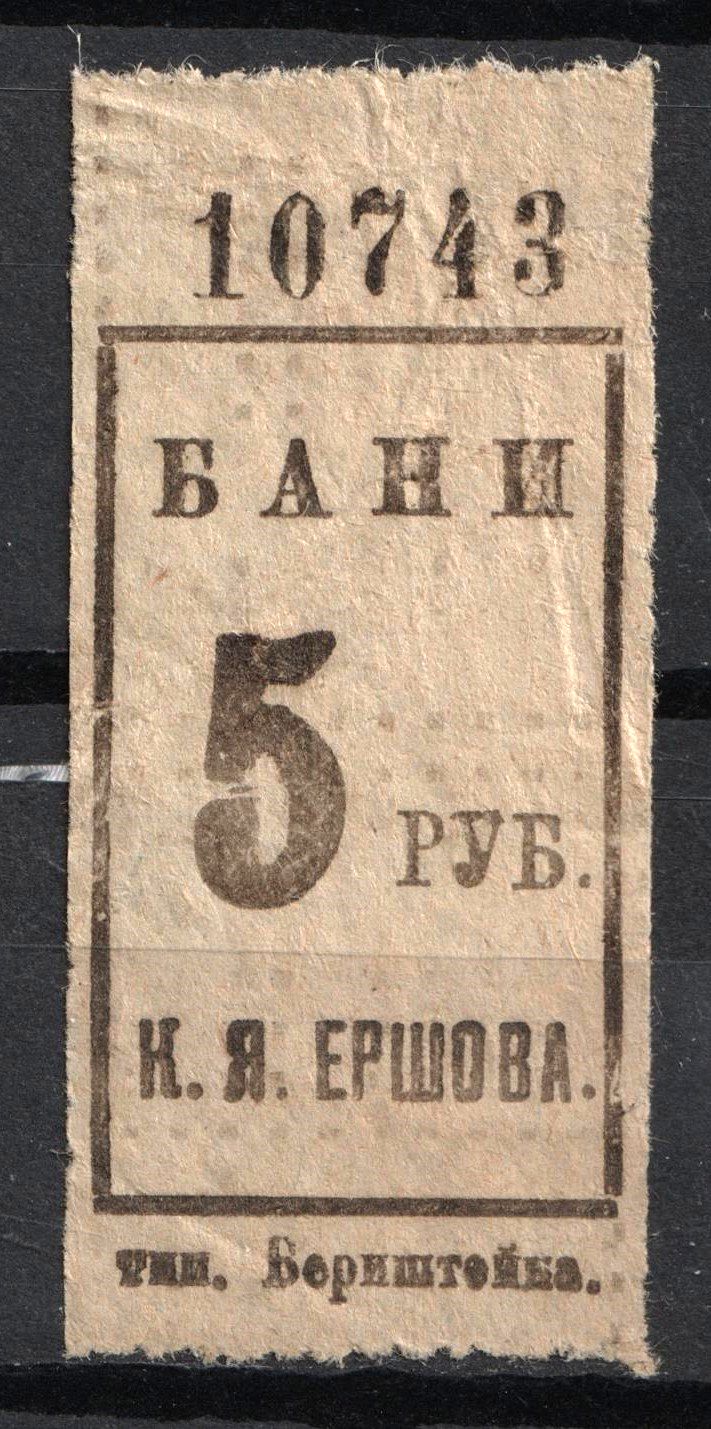 10743
БАНИ
5 РУБ.
К. Я. ЕРШОВА.
тип. Бернштейна.